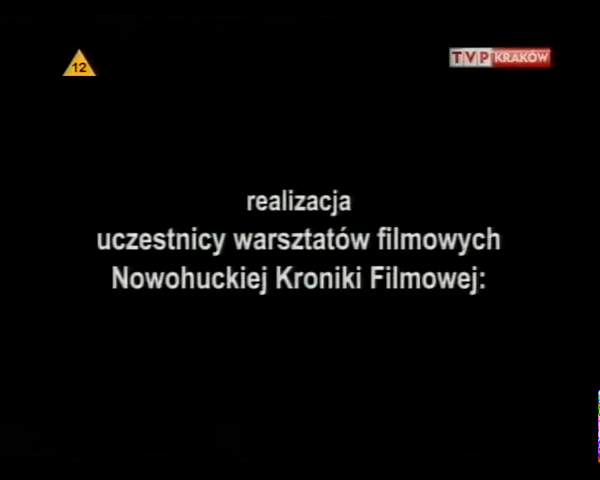 12
TVP KRAKÓW
realizacja
uczestnicy warsztatów filmowych
Nowohuckiej Kroniki Filmowej: